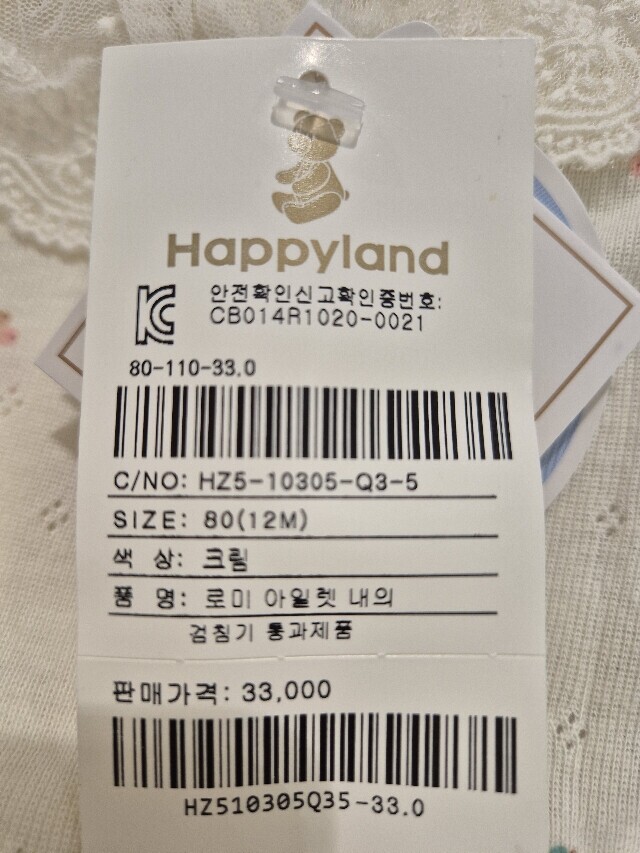 Happyland
안전확인신고확인증번호:
CB014R1020-0021
80-110-33.0
C/NO: HZ5-10305-Q3-5
SIZE: 80(12M)
색 상: 크림
품 명: 로미 아일렛 내의
검침기 통과제품
판매가격: 33,000
HZ510305Q35-33.0